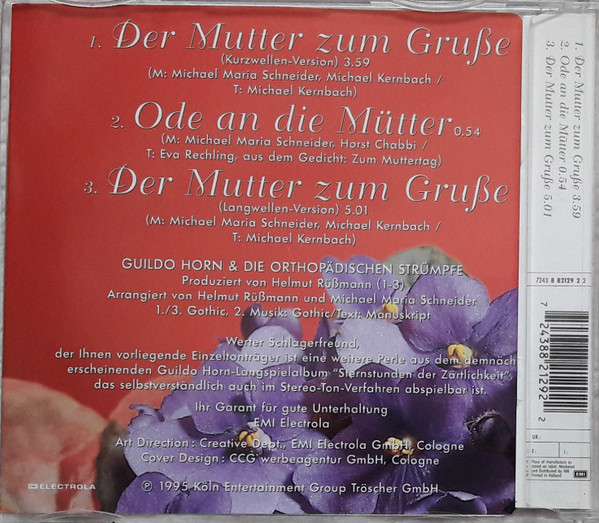 1. Der Mutter zum Gruße
(Kurzwellen-Version) 3.59
(M: Michael Maria Schneider, Michael Kernbach /
T: Michael Kernbach)
2. Ode an die Mütter 0.54
(M: Michael Maria Schneider, Horst Chabbi /
T: Eva Rechling, aus dem Gedicht: Zum Muttertag)
3. Der Mutter zum Gruße
(Langwellen-Version) 5.01
(M: Michael Maria Schneider, Michael Kernbach /
T: Michael Kernbach)
GUILDO HORN & DIE ORTHOPÄDISCHEN STRÜMPFE
Produziert von Helmut Rüßmann (1-3)
Arrangiert von Helmut Rüßmann und Michael Maria Schneider
1./3. Gothic, 2. Musik: Gothic/Text: Manuskript
Werter Schlagerfreund,
der Ihnen vorliegende Einzeltonträger ist eine weitere Perle aus dem demnächst
erscheinenden Guildo Horn-Langspielalbum "Sternstunden der Zärtlichkeit",
das selbstverständlich auch im Stereo-Ton-Verfahren abspielbar ist.
Ihr Garant für gute Unterhaltung
EMI Electrola
Art Direction : Creative Dept., EMI Electrola GmbH, Cologne
Cover Design : CCG werbeagentur GmbH, Cologne
ELECTROLA
Ⓟ 1995 Köln Entertainment Group Tröscher GmbH
1. Der Mutter zum Gruße 3.59
2. Ode an die Mütter 0.54
3. Der Mutter zum Gruße 5.01
7243 8 82129 2 2
7 24388 21292 2
UK:
F:
EMI
Printed in Holland